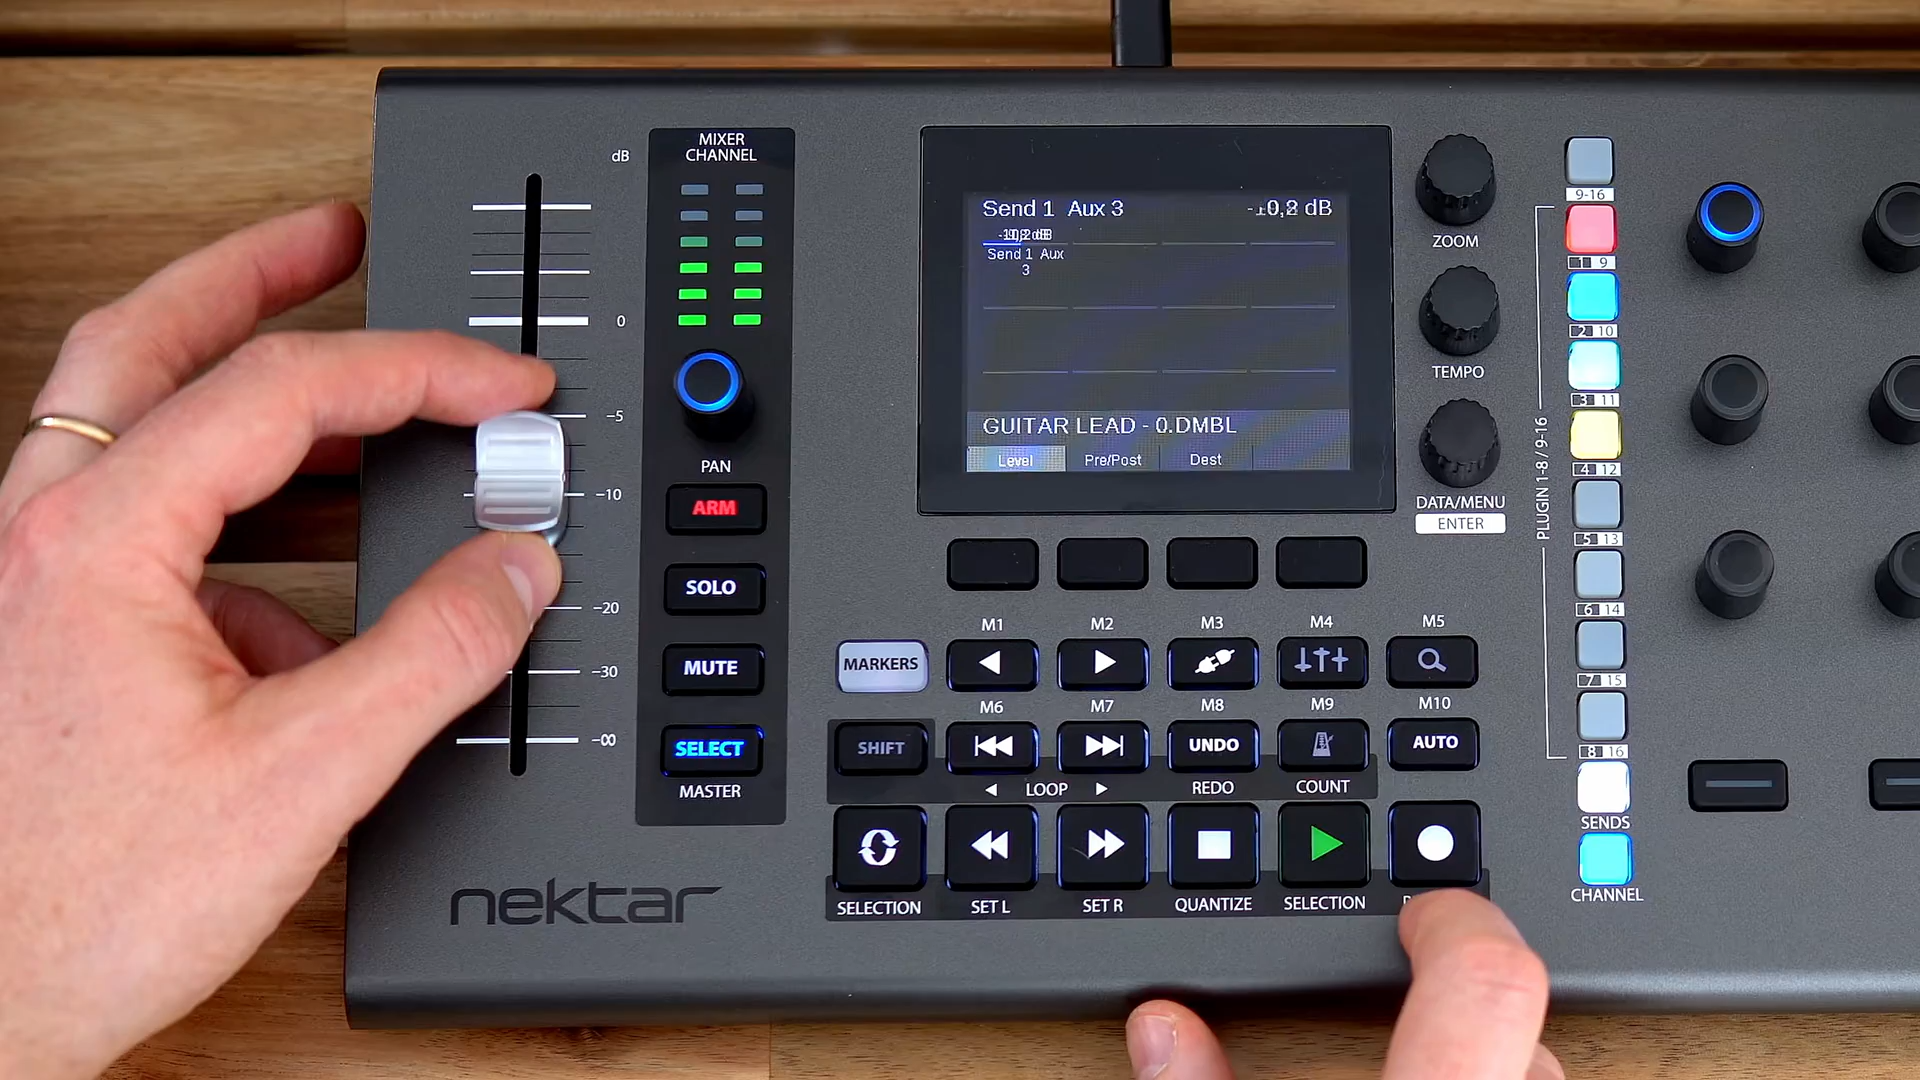 dB
0
−5
−10
−20
−30
−∞
MIXER
CHANNEL
PAN
ARM
SOLO
MUTE
SELECT
MASTER
nektar
Send 1 Aux 3
dB
Send 1 Aux
3
GUITAR LEAD - 0.DMBL
Level Pre/Post Dest
ZOOM
TEMPO
DATA/MENU
ENTER
M1 M2 M3 M4 M5
MARKERS
M6 M7 M8 M9 M10
SHIFT UNDO AUTO
LOOP REDO COUNT
SELECTION SET L SET R QUANTIZE SELECTION
PLUGIN 1-8 / 9-16
9-16
1 9
2 10
3 11
4 12
5 13
6 14
7 15
8 16
SENDS
CHANNEL